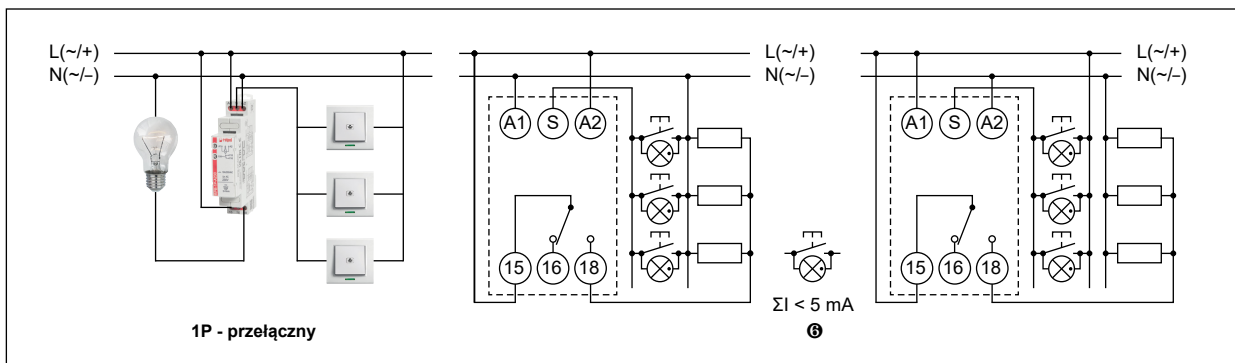 L(~/+)
N(~/–)
1P - przełączny
A1 S A2
15 16 18
L(~/+)
N(~/–)
ΣI < 5 mA
❻
A1 S A2
15 16 18
L(~/+)
N(~/–)